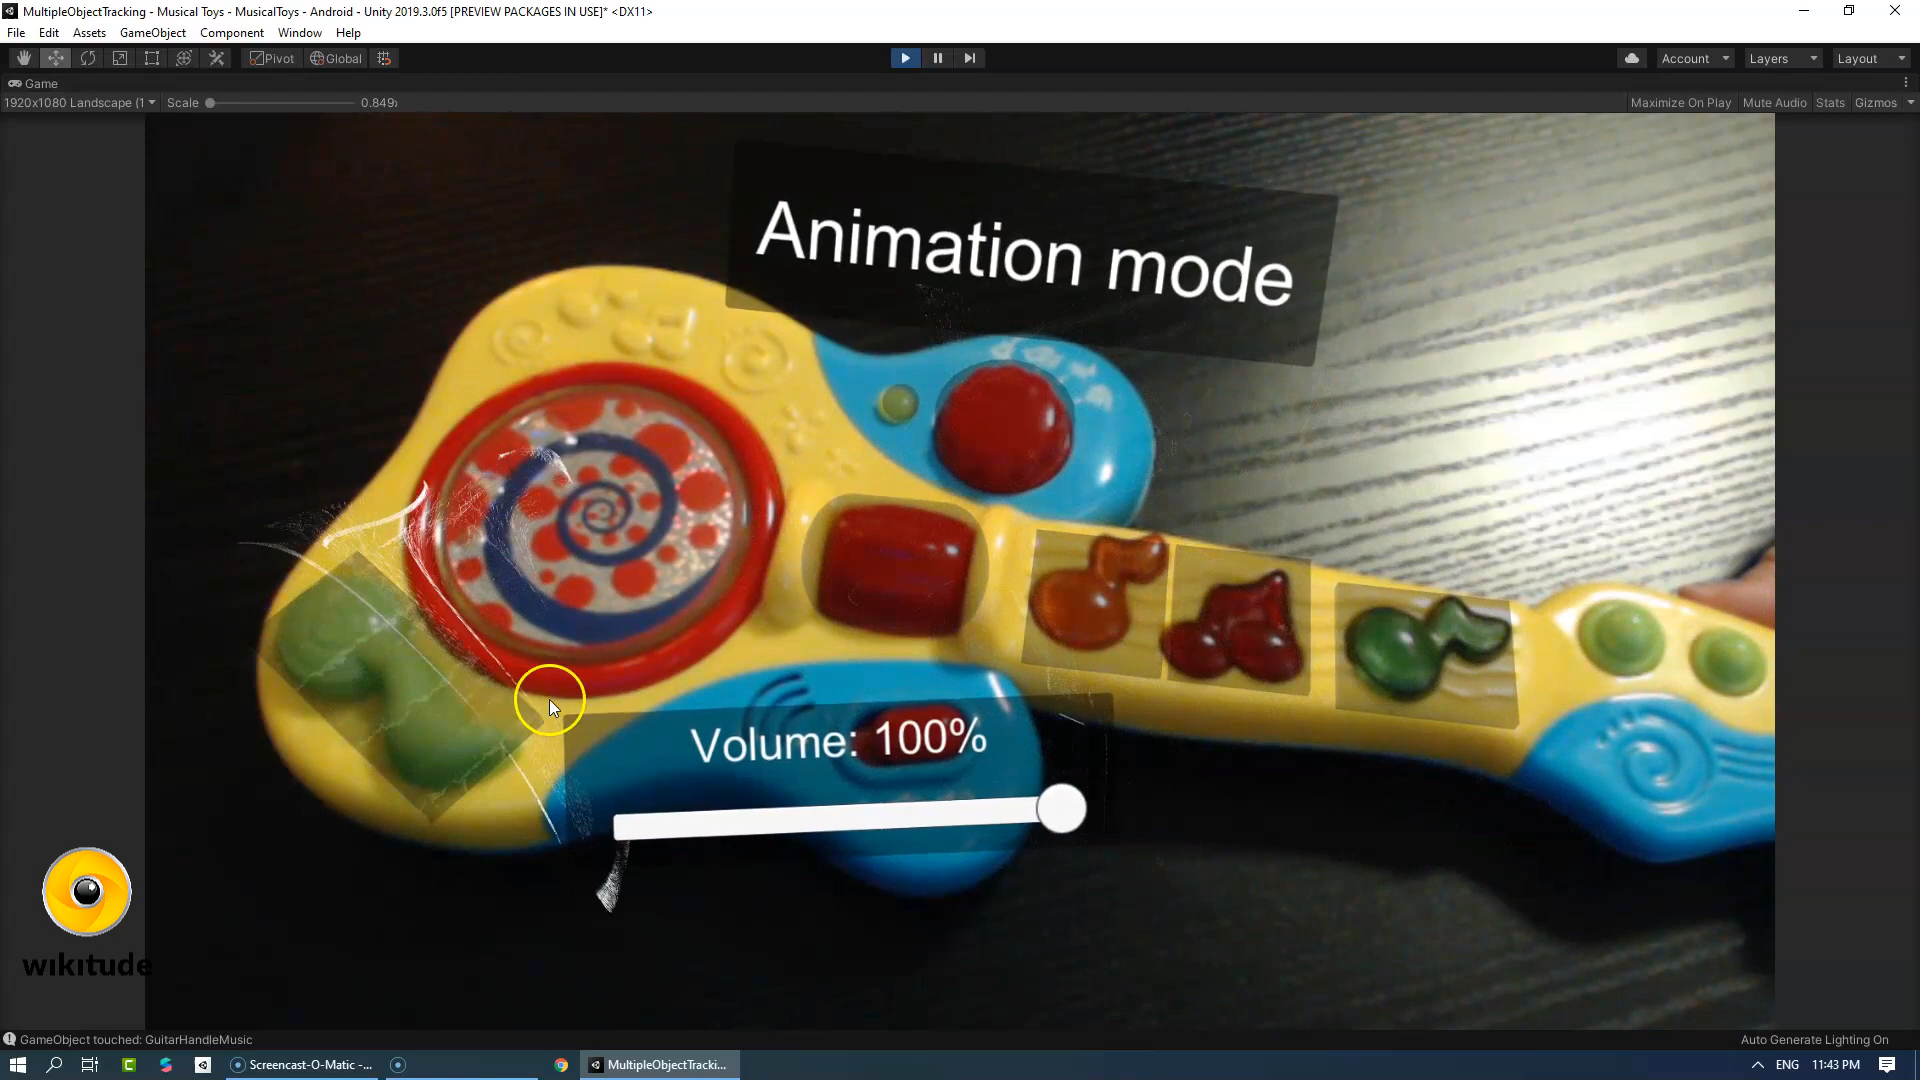 MultipleObjectTracking - Musical Toys - MusicalToys - Android - Unity 2019.3.0f5 [PREVIEW PACKAGES IN USE]* <DX11>
File Edit Assets GameObject Component Window Help
Pivot Global Account Layers Layout
Game
1920x1080 Landscape (1 Scale 0.849x Maximize On Play Mute Audio Stats Gizmos
Animation mode
Volume: 100%
wikitude
GameObject touched: GuitarHandleMusic Auto Generate Lighting On
Screencast-O-Matic -... MultipleObjectTracki... ENG 11:43 PM